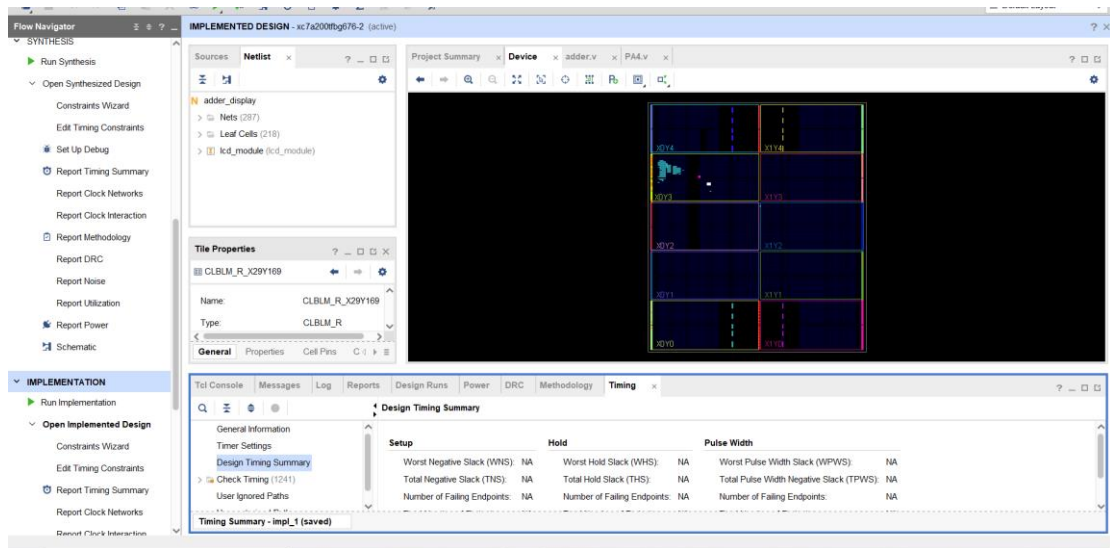 Default Layout
Flow Navigator
IMPLEMENTED DESIGN - xc7a200tfbg676-2 (active)
SYNTHESIS
Run Synthesis
Open Synthesized Design
Constraints Wizard
Edit Timing Constraints
Set Up Debug
Report Timing Summary
Report Clock Networks
Report Clock Interaction
Report Methodology
Report DRC
Report Noise
Report Utilization
Report Power
Schematic
IMPLEMENTATION
Run Implementation
Open Implemented Design
Constraints Wizard
Edit Timing Constraints
Report Timing Summary
Report Clock Networks
Report Clock Interaction
Sources Netlist
N adder_display
Nets (287)
Leaf Cells (218)
lcd_module (lcd_module)
Tile Properties
CLBLM_R_X29Y169
Name: CLBLM_R_X29Y169
Type: CLBLM_R
General Properties Cell Pins
Project Summary Device adder.v PA4.v
X0Y4 X1Y4
X0Y3 X1Y3
X0Y2 X1Y2
X0Y1 X1Y1
X0Y0 X1Y0
Tcl Console Messages Log Reports Design Runs Power DRC Methodology Timing
Design Timing Summary
General Information
Timer Settings
Design Timing Summary
Check Timing (1241)
User Ignored Paths
Setup Hold Pulse Width
Worst Negative Slack (WNS): NA Worst Hold Slack (WHS): NA Worst Pulse Width Slack (WPWS): NA
Total Negative Slack (TNS): NA Total Hold Slack (THS): NA Total Pulse Width Negative Slack (TPWS): NA
Number of Failing Endpoints: NA Number of Failing Endpoints: NA Number of Failing Endpoints: NA
Timing Summary - impl_1 (saved)